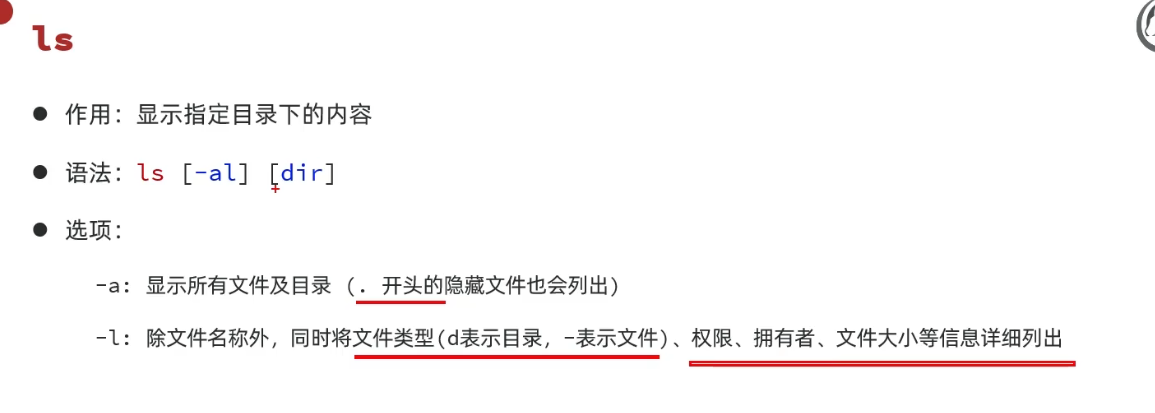 ls
作用：显示指定目录下的内容
语法：ls [-al] [dir]
选项：
-a: 显示所有文件及目录 (. 开头的隐藏文件也会列出)
-l: 除文件名称外，同时将文件类型(d表示目录，-表示文件)、权限、拥有者、文件大小等信息详细列出